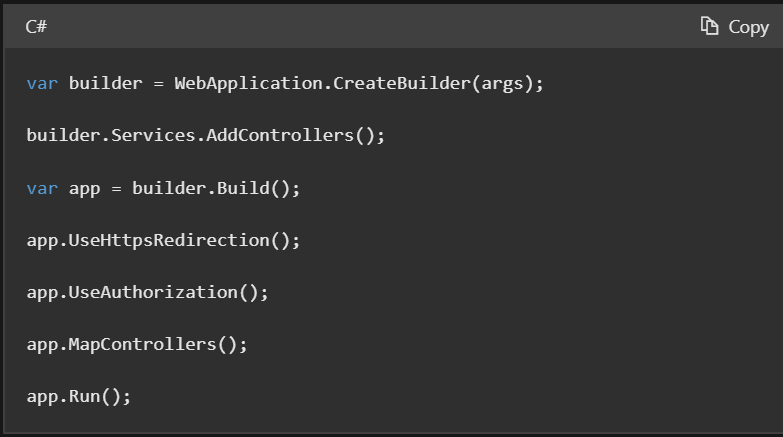 C#
Copy
var builder = WebApplication.CreateBuilder(args);
builder.Services.AddControllers();
var app = builder.Build();
app.UseHttpsRedirection();
app.UseAuthorization();
app.MapControllers();
app.Run();